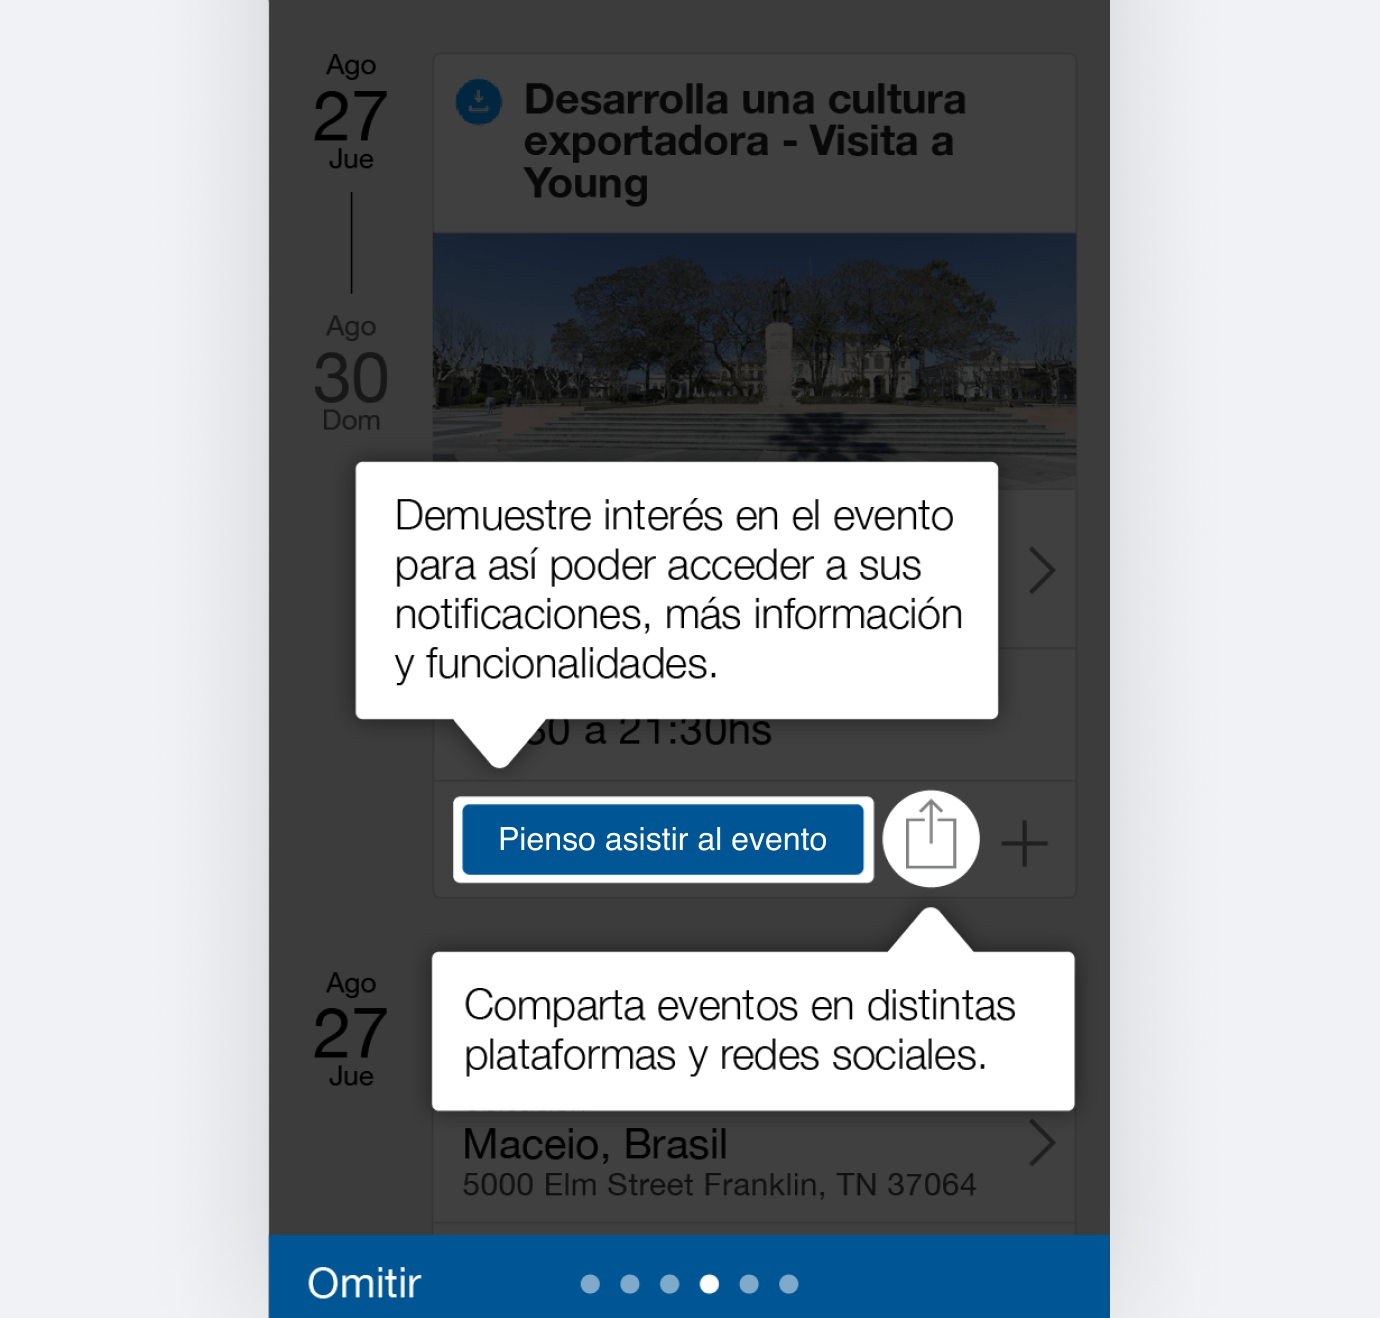 Ago
27
Jue
Desarrolla una cultura
exportadora - Visita a
Young
Ago
30
Dom
Demuestre interés en el evento
para así poder acceder a sus
notificaciones, más información
y funcionalidades.
a 21:30hs
Pienso asistir al evento
Comparta eventos en distintas
plataformas y redes sociales.
Ago
27
Jue
Maceio, Brasil
5000 Elm Street Franklin, TN 37064
Omitir